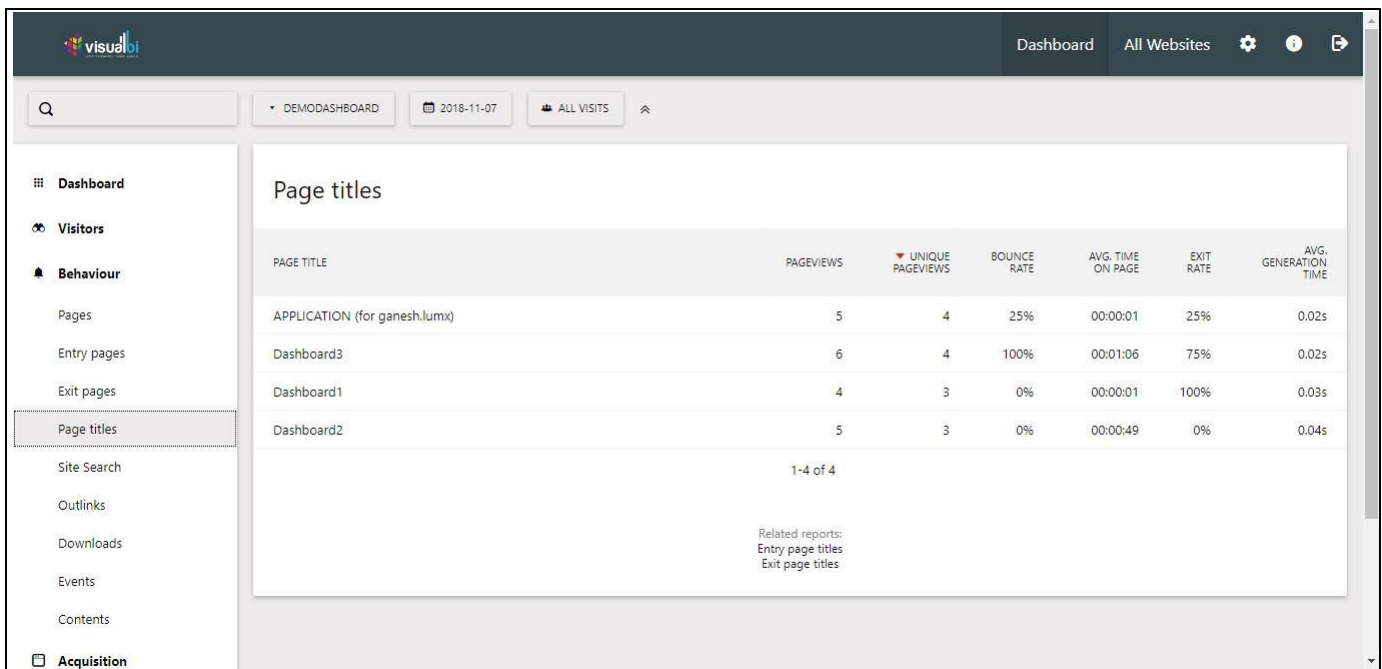 visualbi
Dashboard All Websites
DEMODASHBOARD 2018-11-07 ALL VISITS
Dashboard
Visitors
Behaviour
Pages
Entry pages
Exit pages
Page titles
Site Search
Outlinks
Downloads
Events
Contents
Acquisition
Page titles
PAGE TITLE PAGEVIEWS UNIQUE PAGEVIEWS BOUNCE RATE AVG. TIME ON PAGE EXIT RATE AVG. GENERATION TIME
APPLICATION (for ganesh.lumx) 5 4 25% 00:00:01 25% 0.02s
Dashboard3 6 4 100% 00:01:06 75% 0.02s
Dashboard1 4 3 0% 00:00:01 100% 0.03s
Dashboard2 5 3 0% 00:00:49 0% 0.04s
1-4 of 4
Related reports:
Entry page titles
Exit page titles